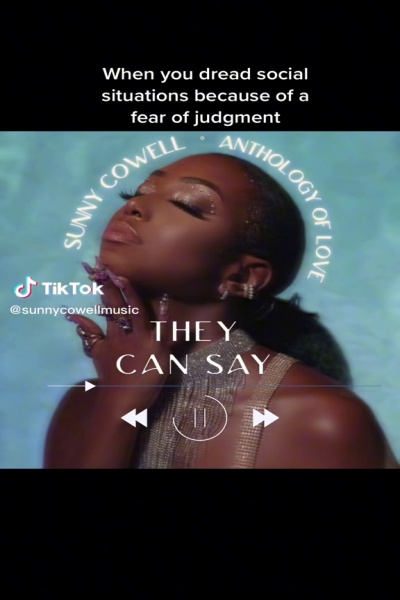 When you dread social
situations because of a
fear of judgment
SUNNY COWELL • ANTHOLOGY OF LOVE
TikTok
@sunnycowellmusic
THEY
CAN SAY